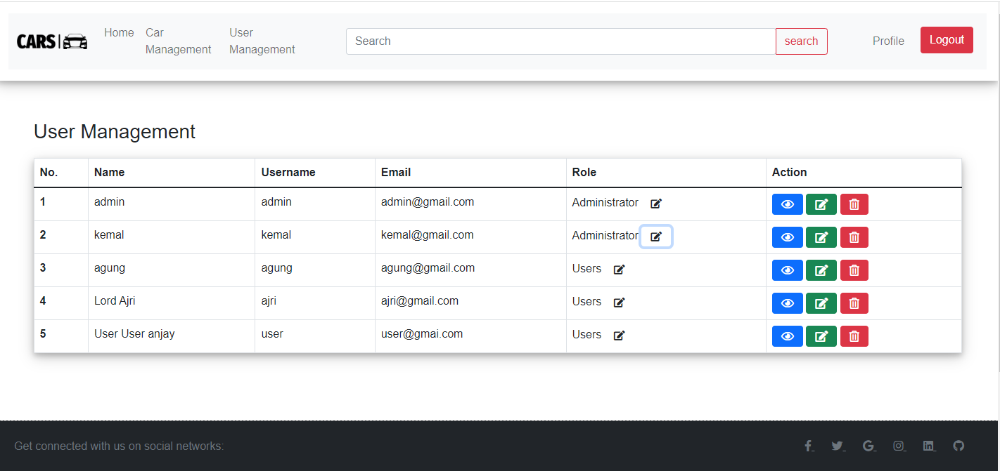 CARS
Home
Car Management
User Management
Search
search
Profile
Logout
User Management
No. Name Username Email Role Action
1 admin admin admin@gmail.com Administrator
2 kemal kemal kemal@gmail.com Administrator
3 agung agung agung@gmail.com Users
4 Lord Ajri ajri ajri@gmail.com Users
5 User User anjay user user@gmai.com Users
Get connected with us on social networks: